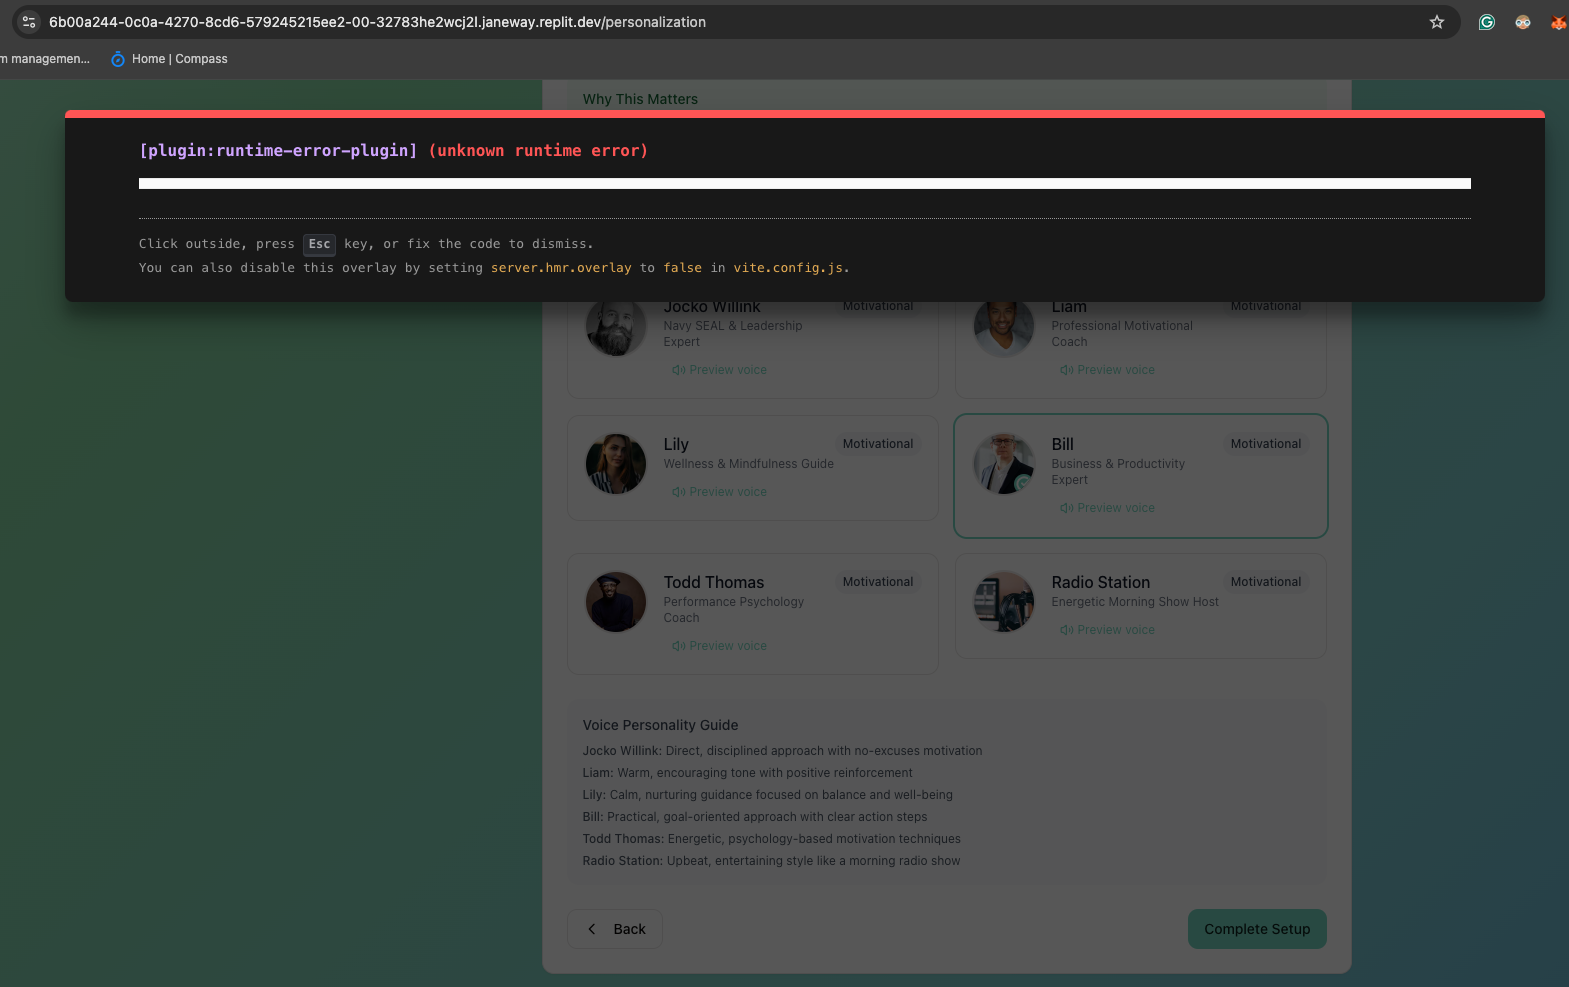 6b00a244-0c0a-4270-8cd6-579245215ee2-00-32783he2wcj2l.janeway.replit.dev/personalization
m managemen...
Home | Compass
Why This Matters
[plugin:runtime-error-plugin] (unknown runtime error)
Click outside, press Esc key, or fix the code to dismiss.
You can also disable this overlay by setting server.hmr.overlay to false in vite.config.js.
Jocko Willink
Motivational
Navy SEAL & Leadership
Expert
Preview voice
Liam
Motivational
Professional Motivational
Coach
Preview voice
Lily
Motivational
Wellness & Mindfulness Guide
Preview voice
Bill
Motivational
Business & Productivity
Expert
Preview voice
Todd Thomas
Motivational
Performance Psychology
Coach
Preview voice
Radio Station
Motivational
Energetic Morning Show Host
Preview voice
Voice Personality Guide
Jocko Willink: Direct, disciplined approach with no-excuses motivation
Liam: Warm, encouraging tone with positive reinforcement
Lily: Calm, nurturing guidance focused on balance and well-being
Bill: Practical, goal-oriented approach with clear action steps
Todd Thomas: Energetic, psychology-based motivation techniques
Radio Station: Upbeat, entertaining style like a morning radio show
Back
Complete Setup